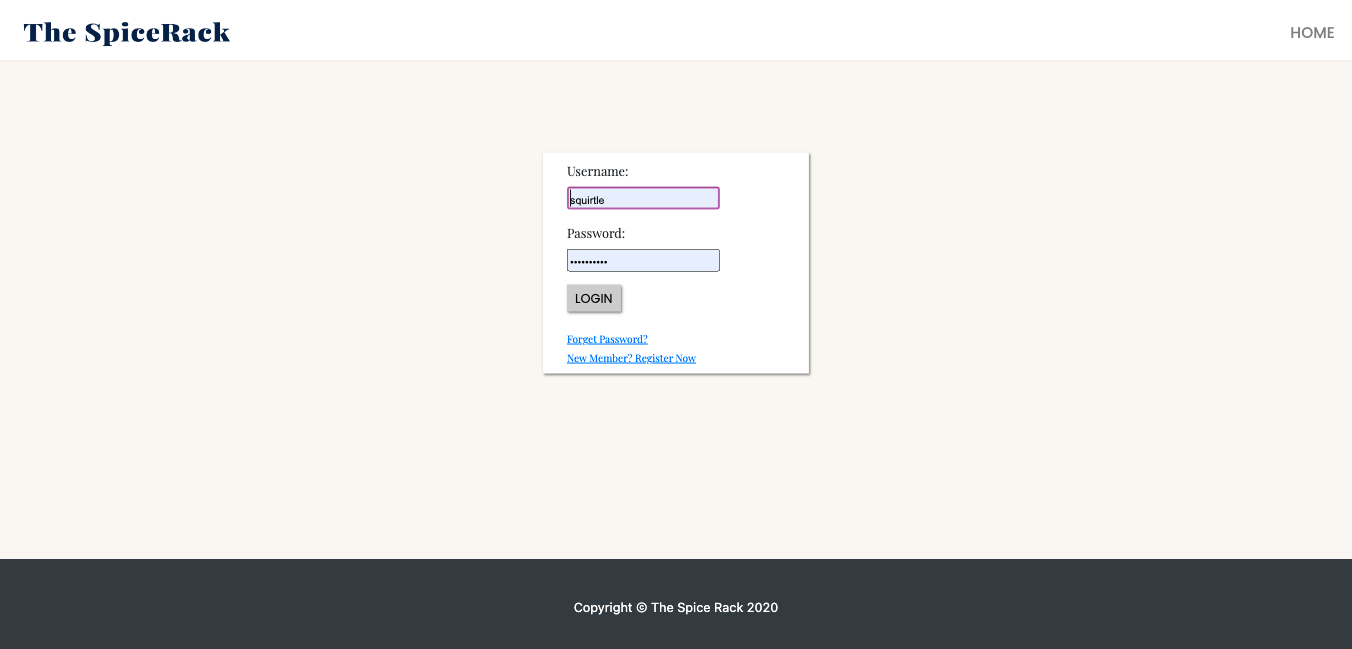 The SpiceRack
HOME
Username:
squirtle
Password:
••••••••••
LOGIN
Forget Password?
New Member? Register Now
Copyright © The Spice Rack 2020